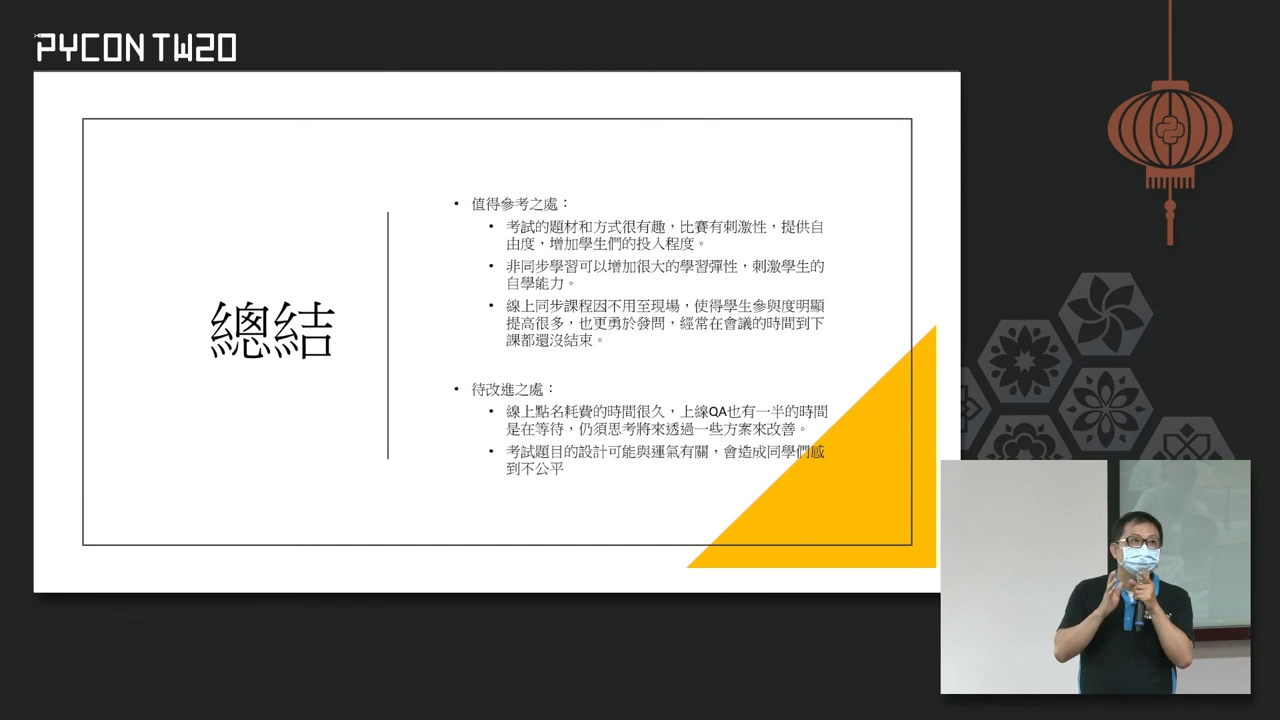 PYCON TW20
總結
• 值得參考之處：
• 考試的題材和方式很有趣，比賽有刺激性，提供自
由度，增加學生們的投入程度。
• 非同步學習可以增加很大的學習彈性，刺激學生的
自學能力。
• 線上同步課程因不用至現場，使得學生參與度明顯
提高很多，也更勇於發問，經常在會議的時間到下
課都還沒結束。
• 待改進之處：
• 線上點名耗費的時間很久，上線QA也有一半的時間
是在等待，仍須思考將來透過一些方案來改善。
• 考試題目的設計可能與運氣有關，會造成同學們感
到不公平